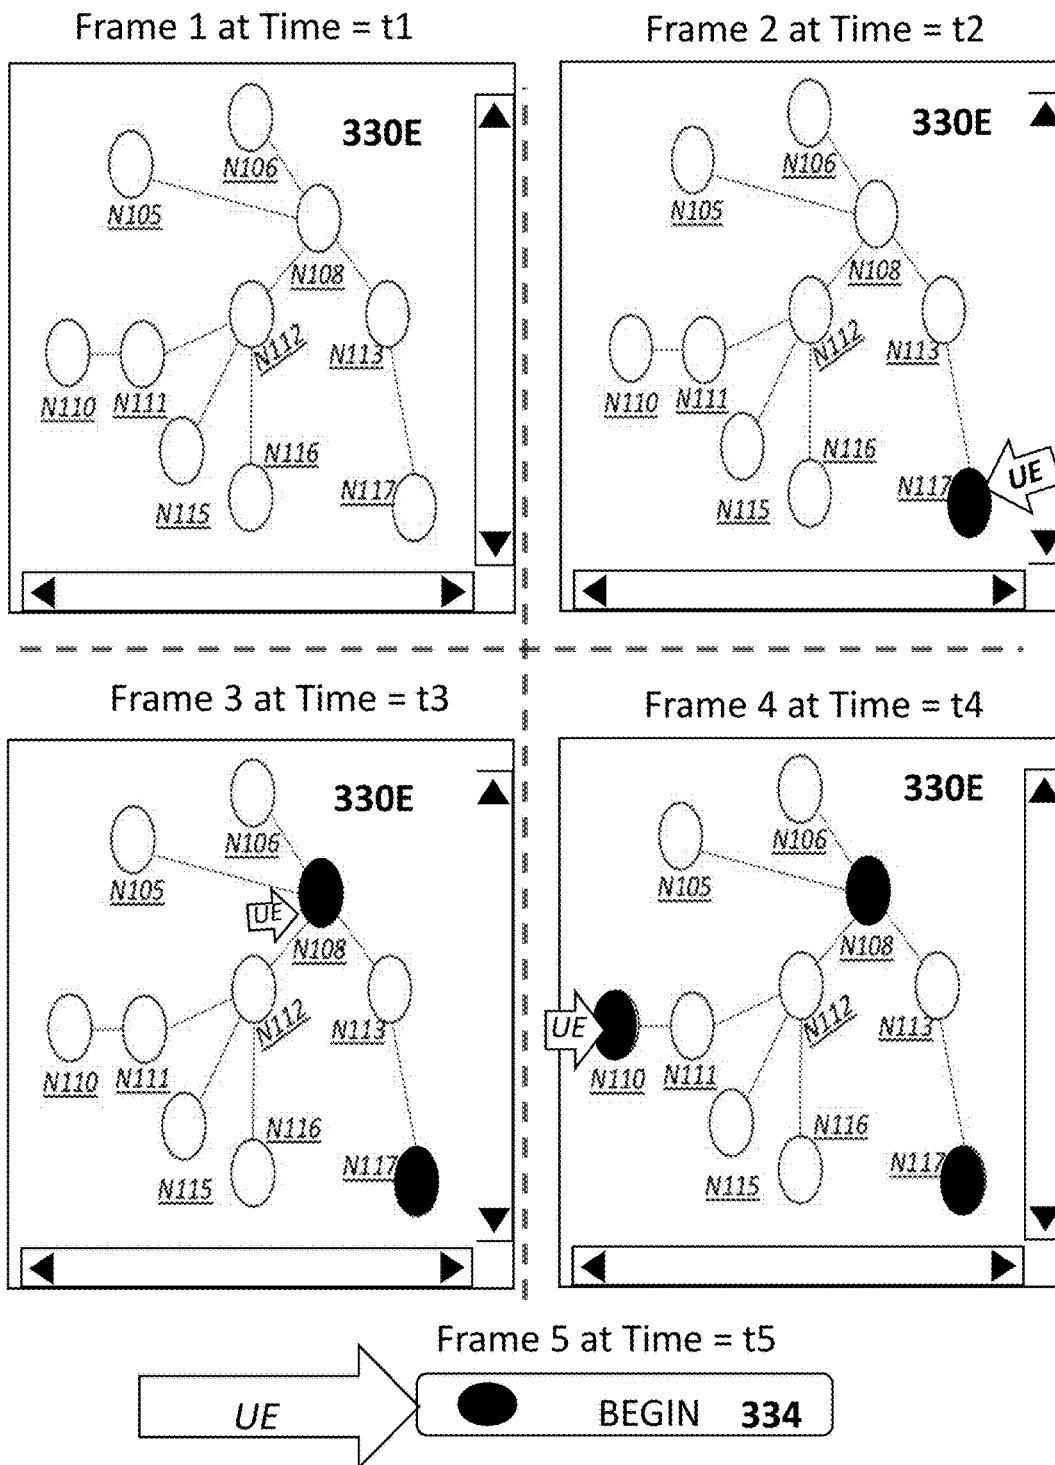 Frame 1 at Time = t1
330E
N106
N105
N108
N112
N113
N110
N111
N116
N117
N115
Frame 2 at Time = t2
330E
N106
N105
N108
N112
N113
N110
N111
N116
N117
UE
N115
Frame 3 at Time = t3
330E
N106
N105
UE
N108
N112
N113
N110
N111
N116
N117
N115
Frame 4 at Time = t4
330E
N106
N105
N108
N112
N113
UE
N110
N111
N116
N117
N115
Frame 5 at Time = t5
UE
BEGIN 334